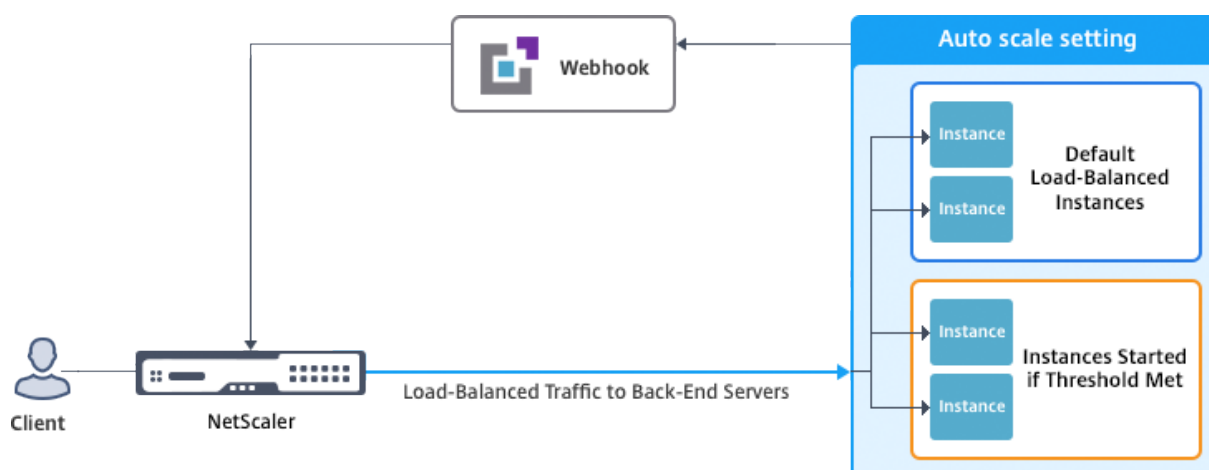 Auto scale setting
Webhook
Instance
Instance
Default
Load-Balanced
Instances
Instance
Instance
Instances Started
if Threshold Met
Load-Balanced Traffic to Back-End Servers
Client
NetScaler